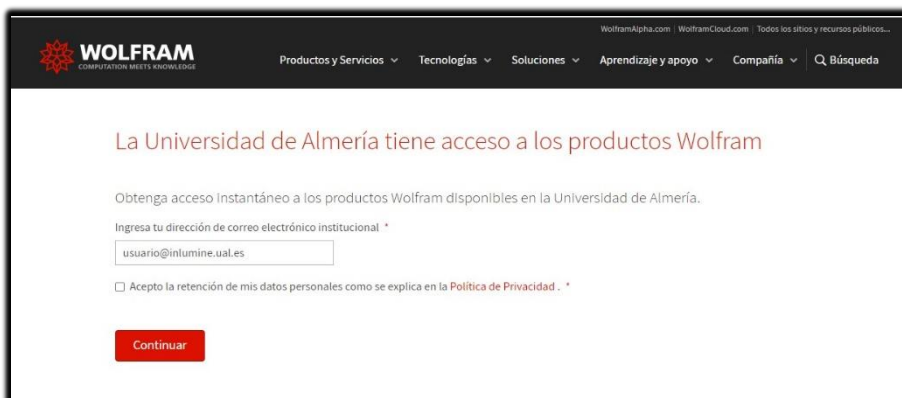 WolframAlpha.com | WolframCloud.com | Todos los sitios y recursos públicos...
WOLFRAM
COMPUTATION MEETS KNOWLEDGE
Productos y Servicios Tecnologías Soluciones Aprendizaje y apoyo Compañía Búsqueda
La Universidad de Almería tiene acceso a los productos Wolfram
Obtenga acceso instantáneo a los productos Wolfram disponibles en la Universidad de Almería.
Ingresa tu dirección de correo electrónico institucional *
usuario@inlumine.ual.es
Acepto la retención de mis datos personales como se explica en la Política de Privacidad . *
Continuar